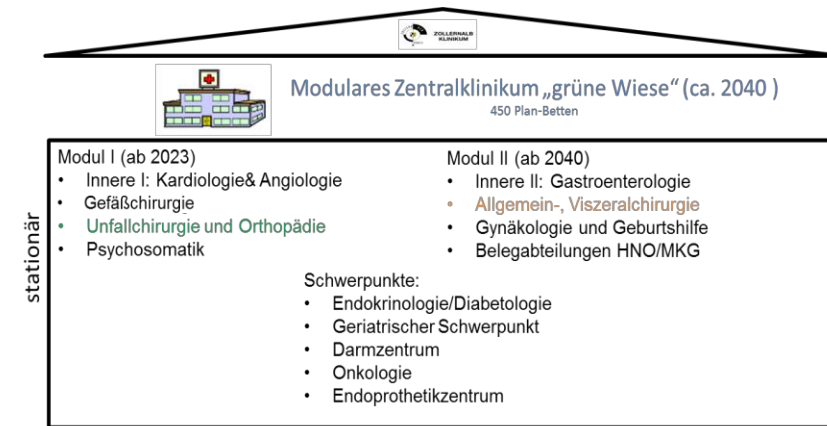 ZOLLERNALB
KLINIKUM
Modulares Zentralklinikum „grüne Wiese“ (ca. 2040 )
450 Plan-Betten
stationär
Modul I (ab 2023)
• Innere I: Kardiologie& Angiologie
• Gefäßchirurgie
• Unfallchirurgie und Orthopädie
• Psychosomatik
Modul II (ab 2040)
• Innere II: Gastroenterologie
• Allgemein-, Viszeralchirurgie
• Gynäkologie und Geburtshilfe
• Belegabteilungen HNO/MKG
Schwerpunkte:
• Endokrinologie/Diabetologie
• Geriatrischer Schwerpunkt
• Darmzentrum
• Onkologie
• Endoprothetikzentrum